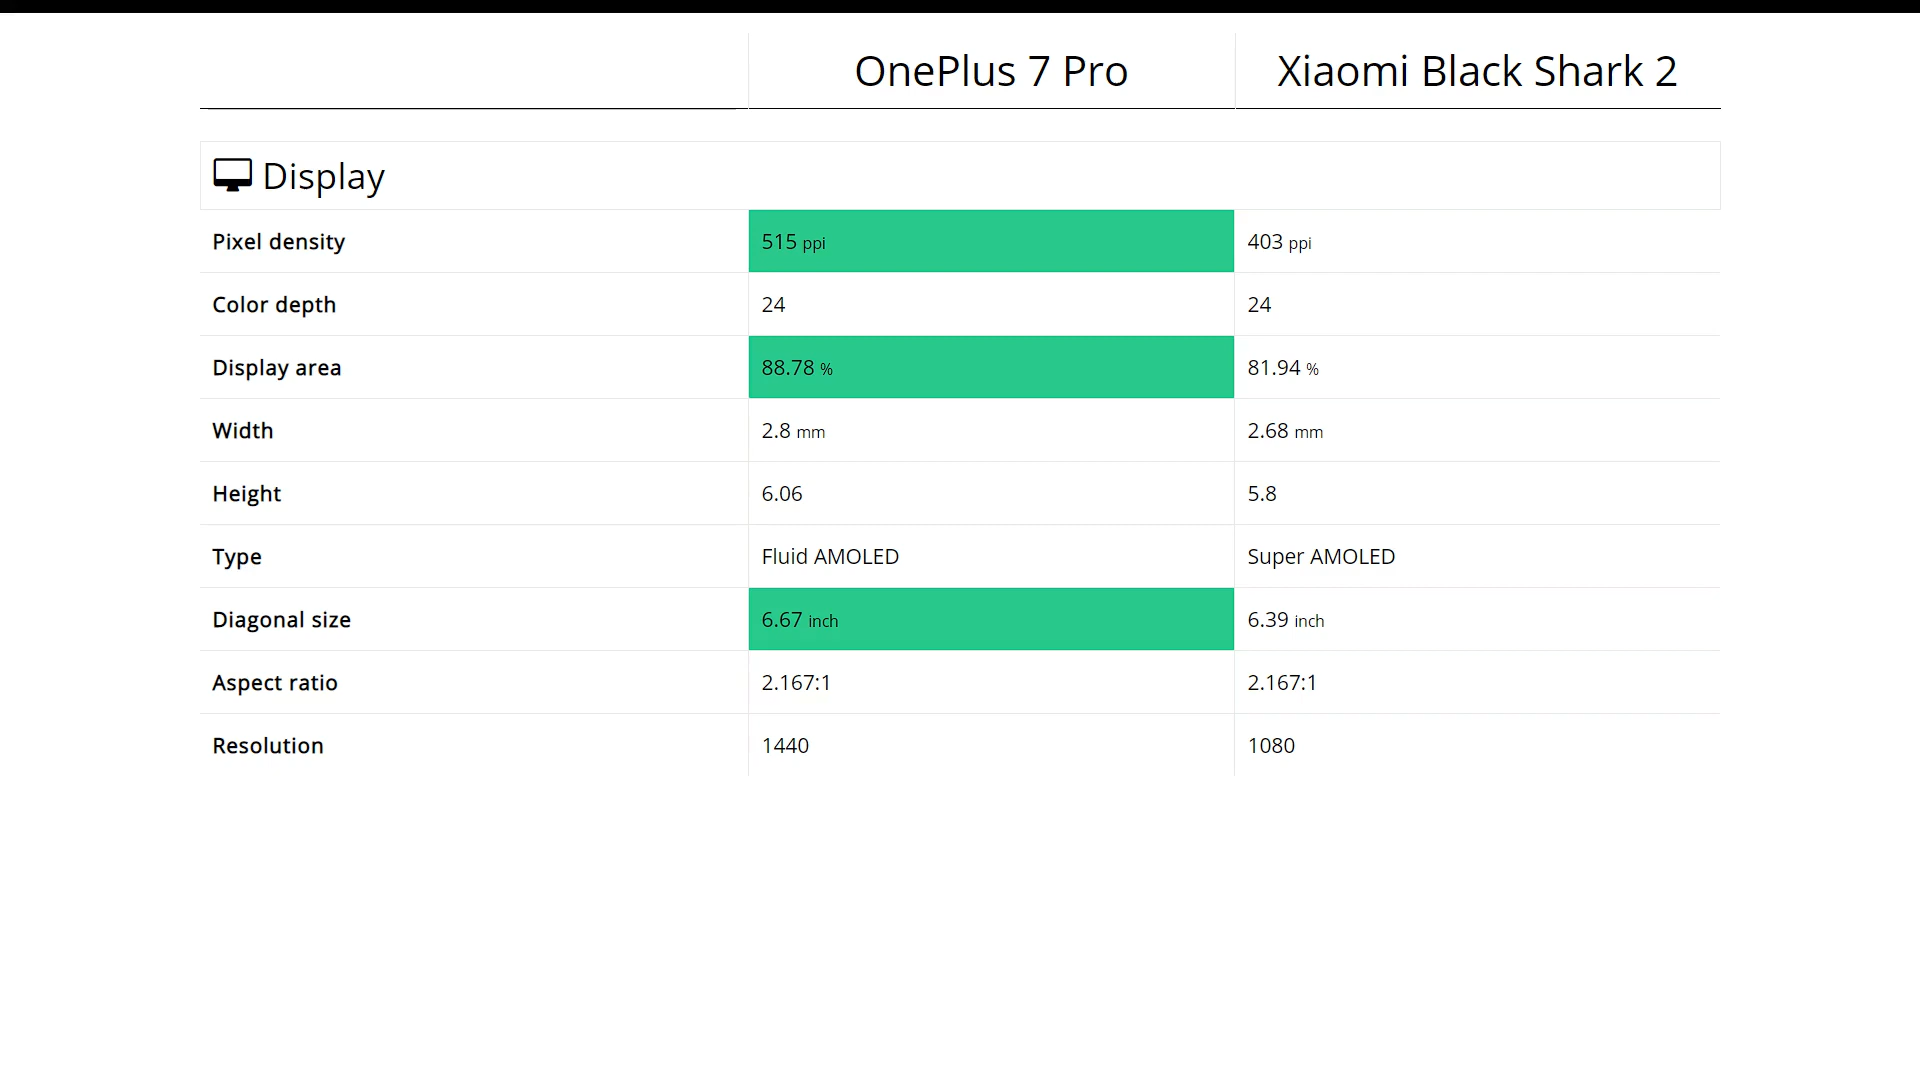 OnePlus 7 Pro Xiaomi Black Shark 2
Display
Pixel density 515 ppi 403 ppi
Color depth 24 24
Display area 88.78 % 81.94 %
Width 2.8 mm 2.68 mm
Height 6.06 5.8
Type Fluid AMOLED Super AMOLED
Diagonal size 6.67 inch 6.39 inch
Aspect ratio 2.167:1 2.167:1
Resolution 1440 1080